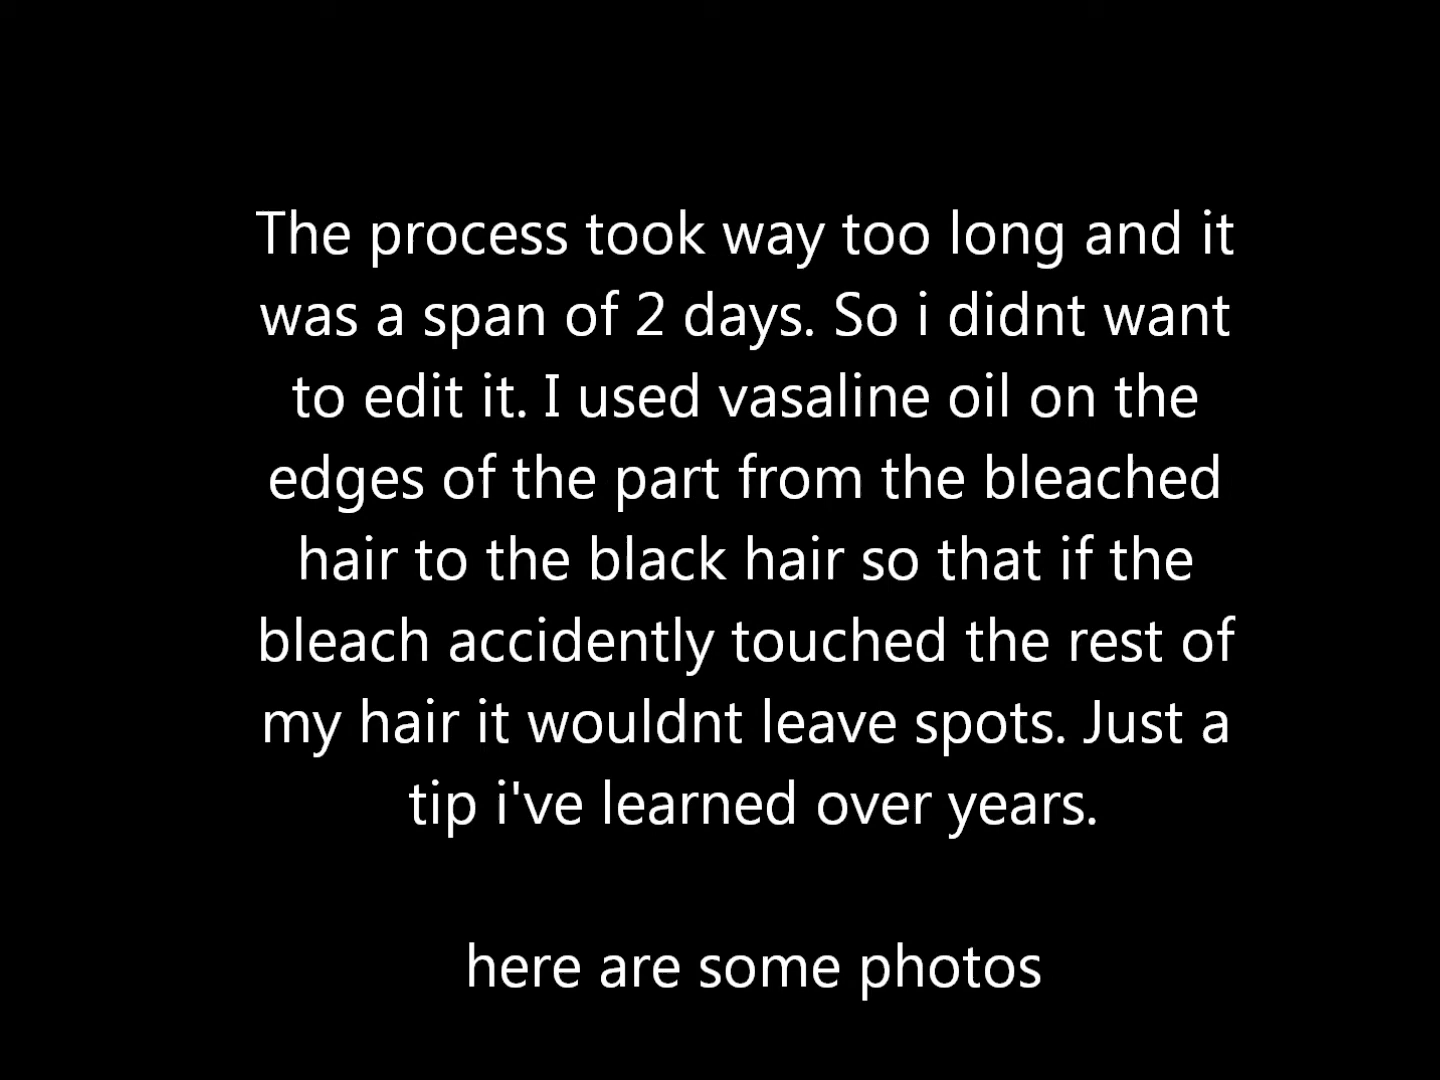 The process took way too long and it
was a span of 2 days. So i didnt want
to edit it. I used vasaline oil on the
edges of the part from the bleached
hair to the black hair so that if the
bleach accidently touched the rest of
my hair it wouldnt leave spots. Just a
tip i've learned over years.
here are some photos